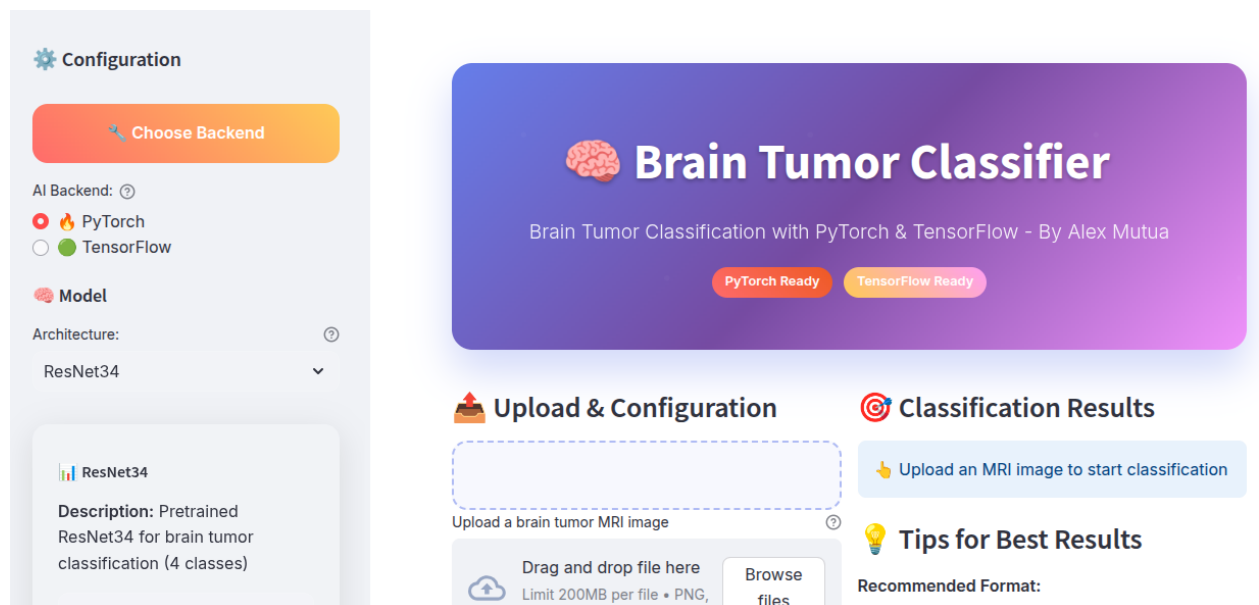 Configuration
Choose Backend
AI Backend:
PyTorch
TensorFlow
Model
Architecture:
ResNet34
ResNet34
Description: Pretrained
ResNet34 for brain tumor
classification (4 classes)
Brain Tumor Classifier
Brain Tumor Classification with PyTorch & TensorFlow - By Alex Mutua
PyTorch Ready
TensorFlow Ready
Upload & Configuration
Upload a brain tumor MRI image
Drag and drop file here
Limit 200MB per file • PNG,
Browse
files
Classification Results
Upload an MRI image to start classification
Tips for Best Results
Recommended Format: